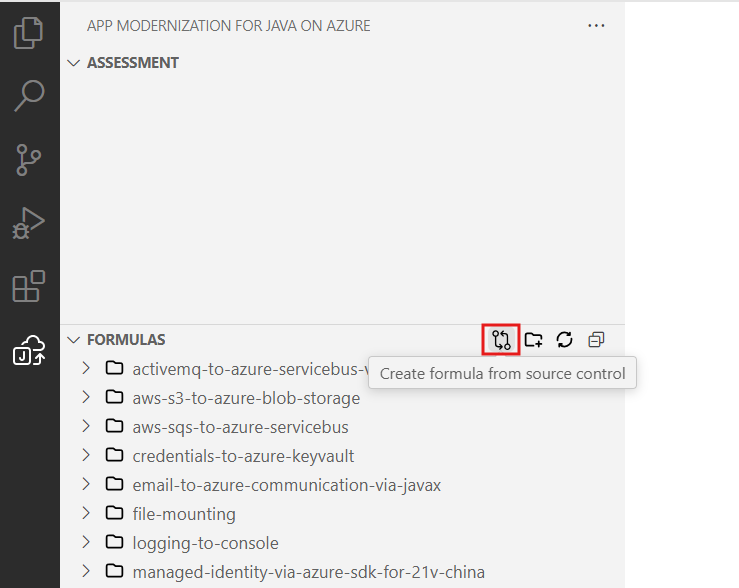 APP MODERNIZATION FOR JAVA ON AZURE
ASSESSMENT
FORMULAS
activemq-to-azure-servicebus-
Create formula from source control
aws-s3-to-azure-blob-storage
aws-sqs-to-azure-servicebus
credentials-to-azure-keyvault
email-to-azure-communication-via-javax
file-mounting
logging-to-console
managed-identity-via-azure-sdk-for-21v-china
J